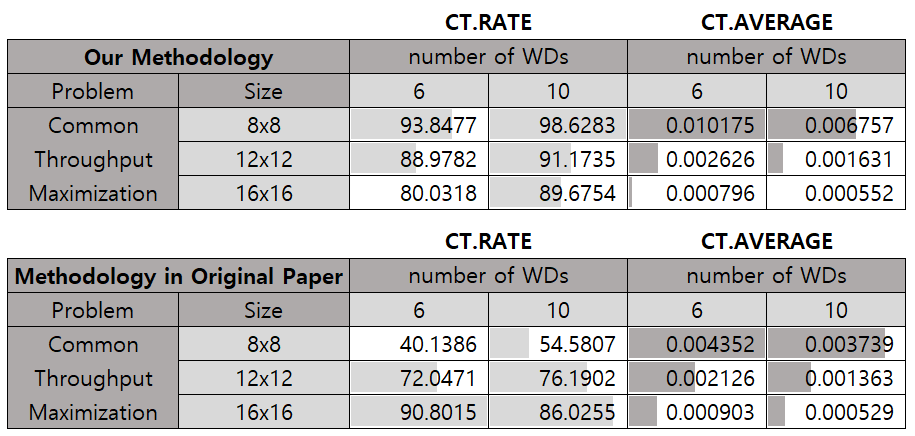 CT.RATE CT.AVERAGE
Our Methodology number of WDs number of WDs
Problem Size 6 10 6 10
Common 8x8 93.8477 98.6283 0.010175 0.006757
Throughput 12x12 88.9782 91.1735 0.002626 0.001631
Maximization 16x16 80.0318 89.6754 0.000796 0.000552
CT.RATE CT.AVERAGE
Methodology in Original Paper number of WDs number of WDs
Problem Size 6 10 6 10
Common 8x8 40.1386 54.5807 0.004352 0.003739
Throughput 12x12 72.0471 76.1902 0.002126 0.001363
Maximization 16x16 90.8015 86.0255 0.000903 0.000529